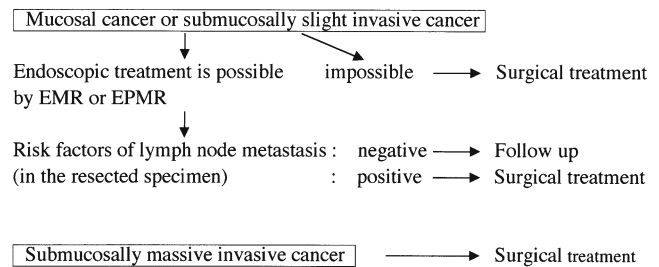 Mucosal cancer or submucosally slight invasive cancer
Endoscopic treatment is possible impossible Surgical treatment
by EMR or EPMR
Risk factors of lymph node metastasis : negative Follow up
(in the resected specimen) : positive Surgical treatment
Submucosally massive invasive cancer Surgical treatment